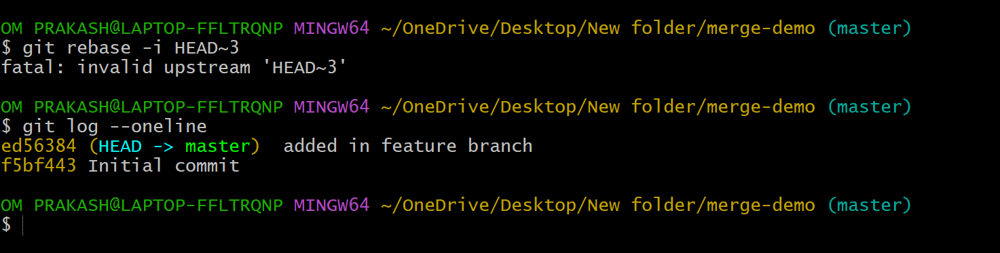 OM PRAKASH@LAPTOP-FFLTRQNP MINGW64 ~/OneDrive/Desktop/New folder/merge-demo (master)
$ git rebase -i HEAD~3
fatal: invalid upstream 'HEAD~3'
OM PRAKASH@LAPTOP-FFLTRQNP MINGW64 ~/OneDrive/Desktop/New folder/merge-demo (master)
$ git log --oneline
ed56384 (HEAD -> master)  added in feature branch
f5bf443 Initial commit
OM PRAKASH@LAPTOP-FFLTRQNP MINGW64 ~/OneDrive/Desktop/New folder/merge-demo (master)
$